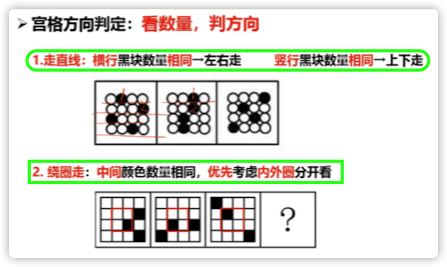 ➤宫格方向判定：看数量，判方向
1.走直线：横行黑块数量相同→左右走 竖行黑块数量相同→上下走
2. 绕圈走：中间颜色数量相同，优先考虑内外圈分开看
?